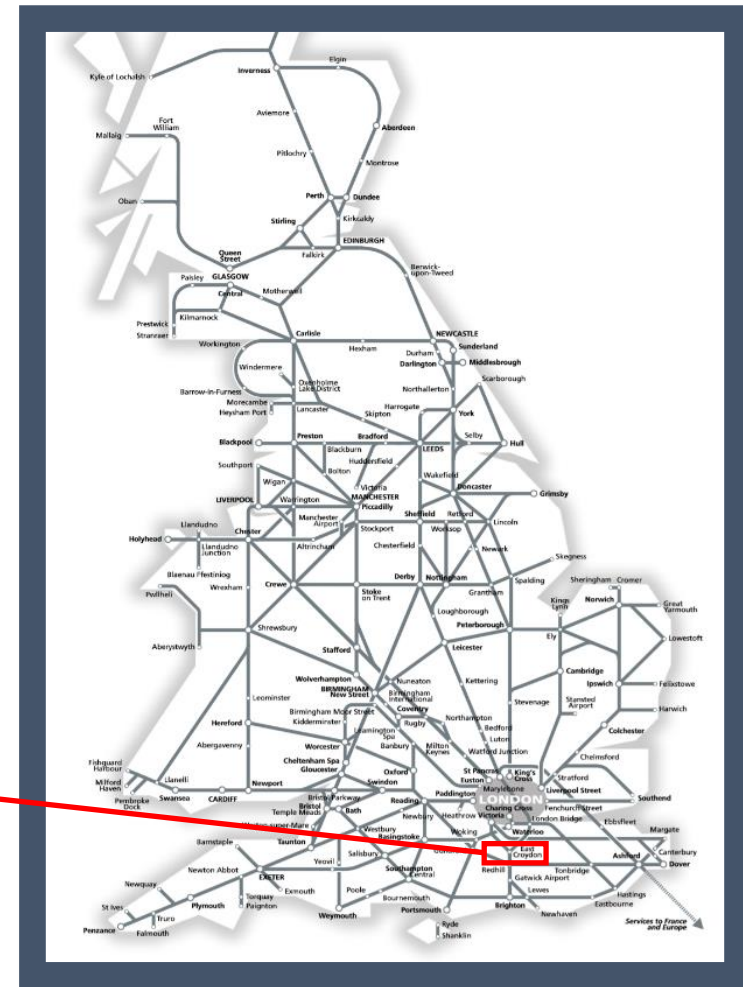 Elgin
Inverness
Kyle of Lochalsh
Aviemore
Fort
William
Mallaig
Aberdeen
Pitlochry
Montrose
Perth
Dundee
Oban
Stirling
Kirkcaldy
EDINBURGH
Queen
Street
Falkirk
Berwick-
upon-Tweed
Paisley
GLASGOW
Central
Motherwell
Prestwick
Kilmarnock
Stranraer
Carlisle
NEWCASTLE
Workington
Hexham
Sunderland
Durham
Darlington
Middlesbrough
Windermere
Oxenholme
Lake District
Northallerton
Scarborough
Barrow-in-Furness
Morecambe
Heysham Port
Lancaster
Harrogate
York
Skipton
Preston
Bradford
Selby
Blackpool
Blackburn
LEEDS
Hull
Huddersfield
Southport
Bolton
Wakefield
Wigan
Victoria
Doncaster
Grimsby
LIVERPOOL
Warrington
MANCHESTER
Piccadilly
Manchester
Airport
Sheffield
Retford
Lincoln
Llandudno
Stockport
Worksop
Holyhead
Chester
Llandudno
Junction
Altrincham
Chesterfield
Newark
Skegness
Blaenau Ffestiniog
Wrexham
Crewe
Derby
Nottingham
Spalding
Sheringham
Cromer
Pwllheli
Stoke
on Trent
Grantham
Kings
Lynn
Norwich
Great
Yarmouth
Loughborough
Peterborough
Shrewsbury
Ely
Lowestoft
Aberystwyth
Stafford
Leicester
Wolverhampton
Nuneaton
Cambridge
BIRMINGHAM
New Street
Birmingham
International
Kettering
Ipswich
Felixstowe
Leominster
Coventry
Stevenage
Stansted
Airport
Birmingham Moor Street
Harwich
Hereford
Kidderminster
Rugby
Northampton
Leamington
Spa
Bedford
Colchester
Abergavenny
Worcester
Banbury
Milton
Keynes
Luton
Cheltenham Spa
Watford Junction
Chelmsford
Fishguard
Harbour
Gloucester
Oxford
St Pancras
King's
Cross
Stratford
Llanelli
Newport
Swindon
Euston
Milford
Haven
Marylebone
Liverpool Street
Pembroke
Dock
Swansea
CARDIFF
Bristol Parkway
Paddington
LONDON
Southend
Bristol
Temple Meads
Bath
Reading
Charing Cross
Fenchurch Street
Newbury
Heathrow
Victoria
London Bridge
Ebbsfleet
Weston-super-Mare
Westbury
Waterloo
Margate
Barnstaple
Basingstoke
Woking
Taunton
East
Croydon
Canterbury
Salisbury
Ashford
Newton Abbot
Yeovil
Redhill
Tonbridge
Dover
EXETER
Southampton
Central
Gatwick Airport
Newquay
Exmouth
Poole
Lewes
Hastings
Torquay
Paignton
Bournemouth
Eastbourne
St Ives
Plymouth
Weymouth
Portsmouth
Brighton
Newhaven
Truro
Services to France
and Europe
Penzance
Falmouth
Ryde
Shanklin